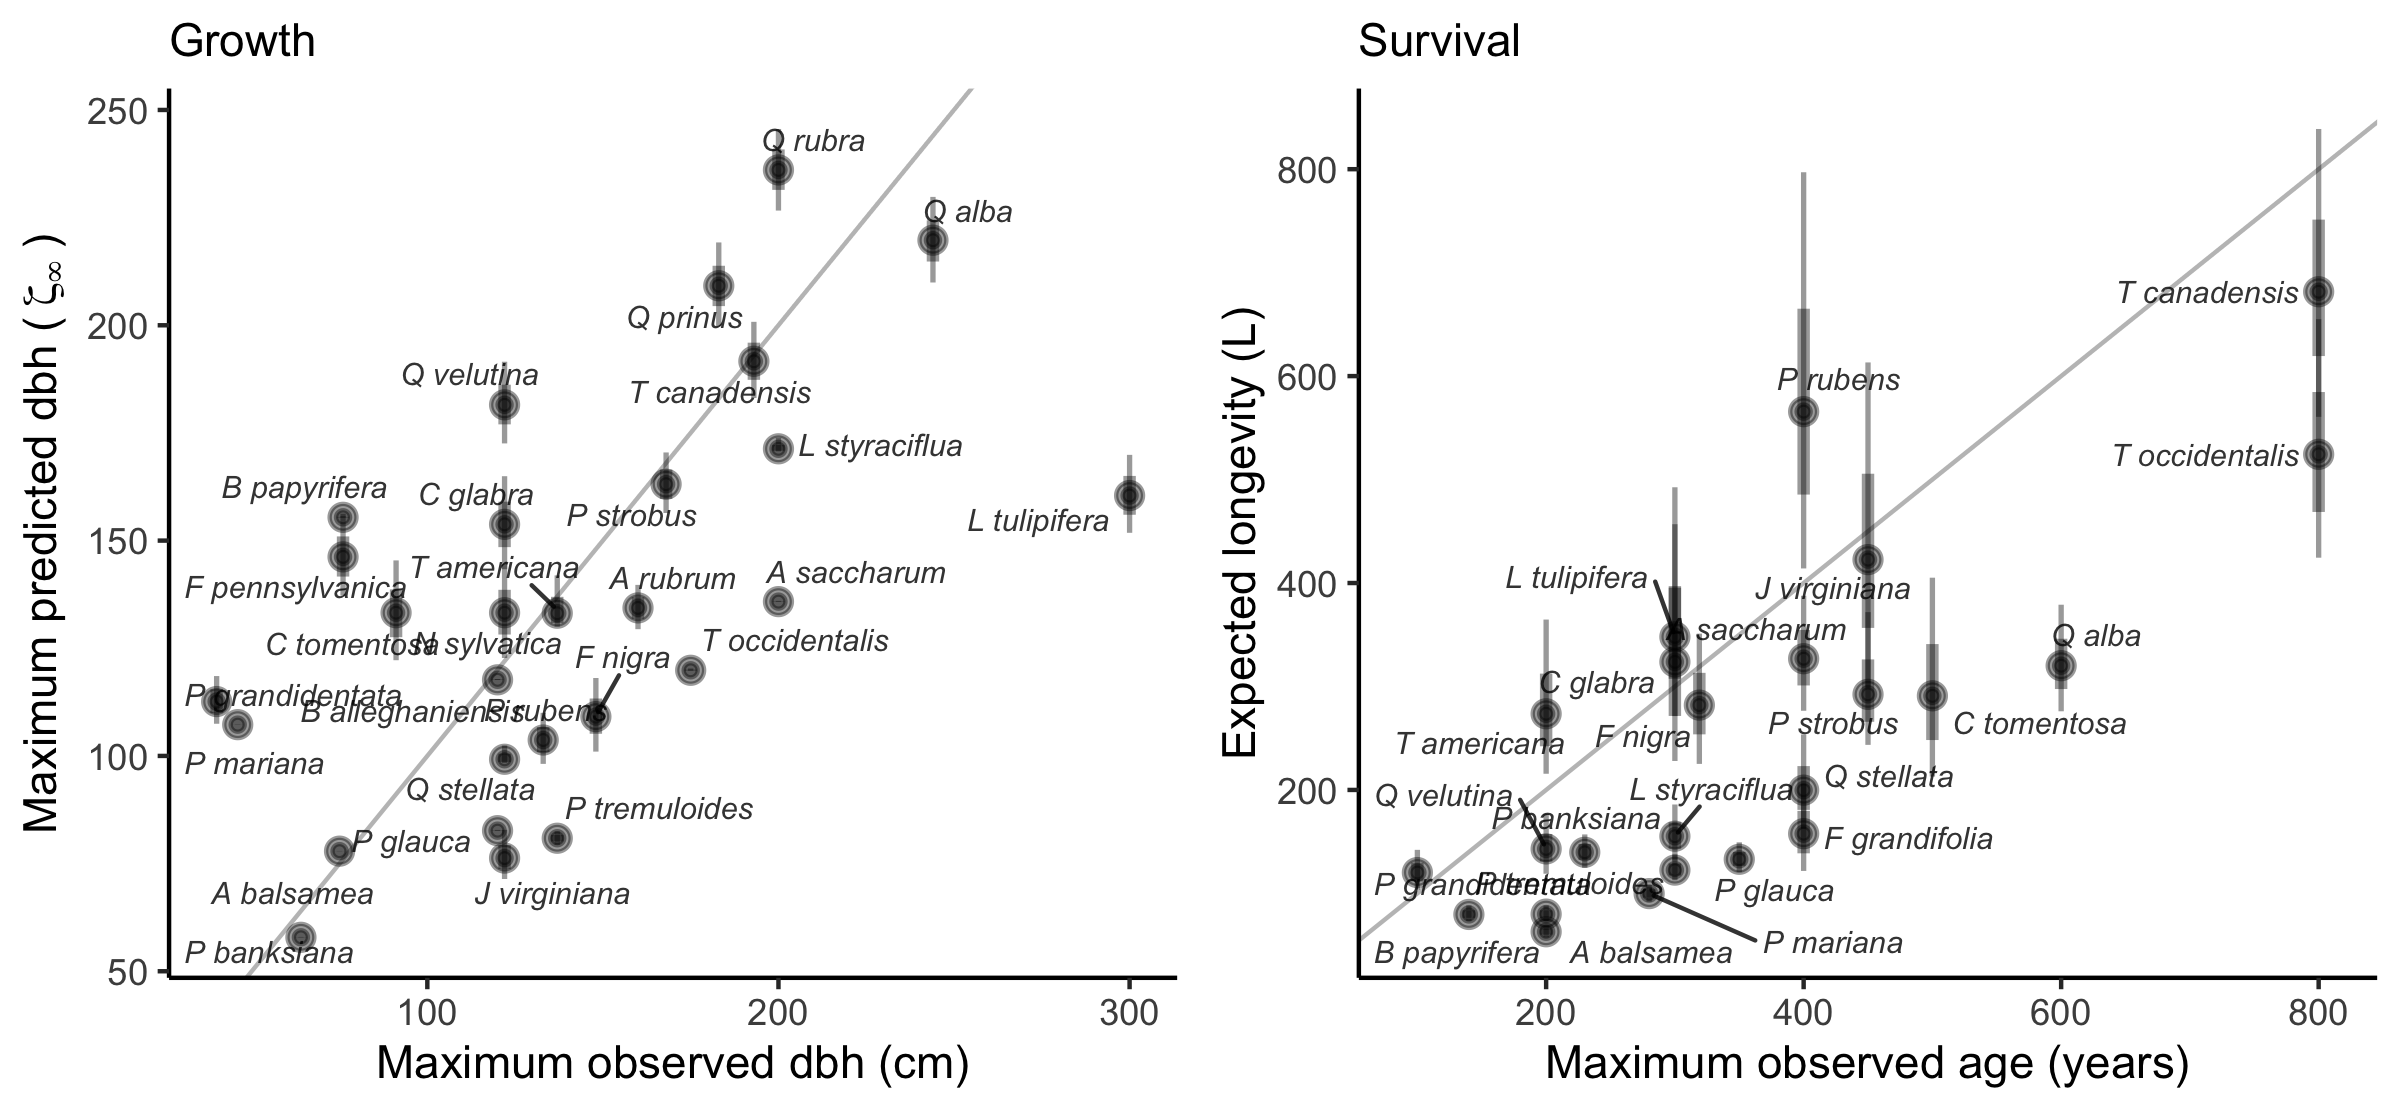 Growth
250
200
150
100
50
Maximum predicted dbh ( ζ∞ )
Q rubra
Q alba
Q prinus
T canadensis
Q velutina
L styraciflua
B papyrifera
C glabra
P strobus
L tulipifera
T americana
A rubrum
A saccharum
F pennsylvanica
C tomentosa
N sylvatica
T occidentalis
F nigra
P grandidentata
B alleghaniensis
P rubens
P mariana
Q stellata
P tremuloides
P glauca
A balsamea
J virginiana
P banksiana
100
200
300
Maximum observed dbh (cm)
Survival
800
600
400
200
Expected longevity (L)
T canadensis
P rubens
T occidentalis
L tulipifera
J virginiana
A saccharum
Q alba
C glabra
P strobus
C tomentosa
T americana
F nigra
Q velutina
L styraciflua
Q stellata
P banksiana
F grandifolia
P grandidentata
P tremuloides
P glauca
B papyrifera
A balsamea
P mariana
200
400
600
800
Maximum observed age (years)